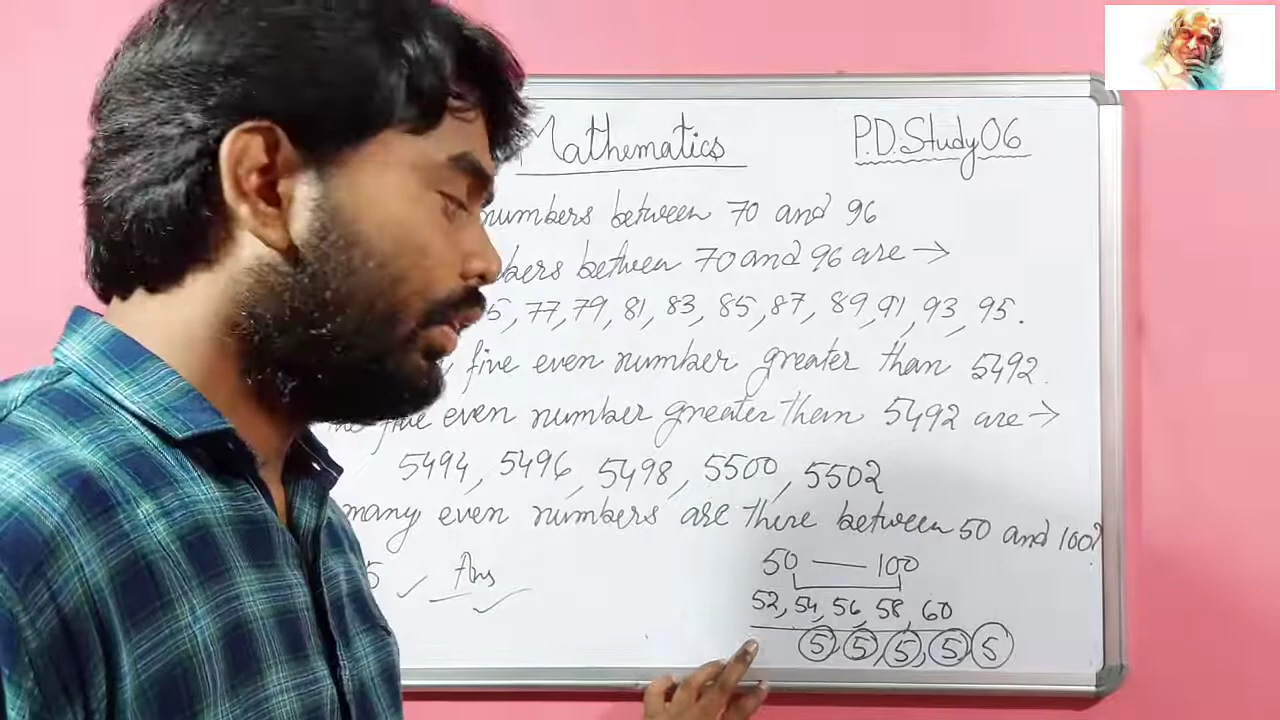 Mathematics
P.D.Study06
numbers between 70 and 96
between 70 and 96 are →
5, 77, 79, 81, 83, 85, 87, 89, 91, 93, 95.
five even number greater than 5492.
five even number greater them 5492 are →
5494, 5496, 5498, 5500, 5502
many even numbers are there between 50 and 100?
5 Ans
50 — 100
52, 54, 56, 58, 60
5 5 5 5 5